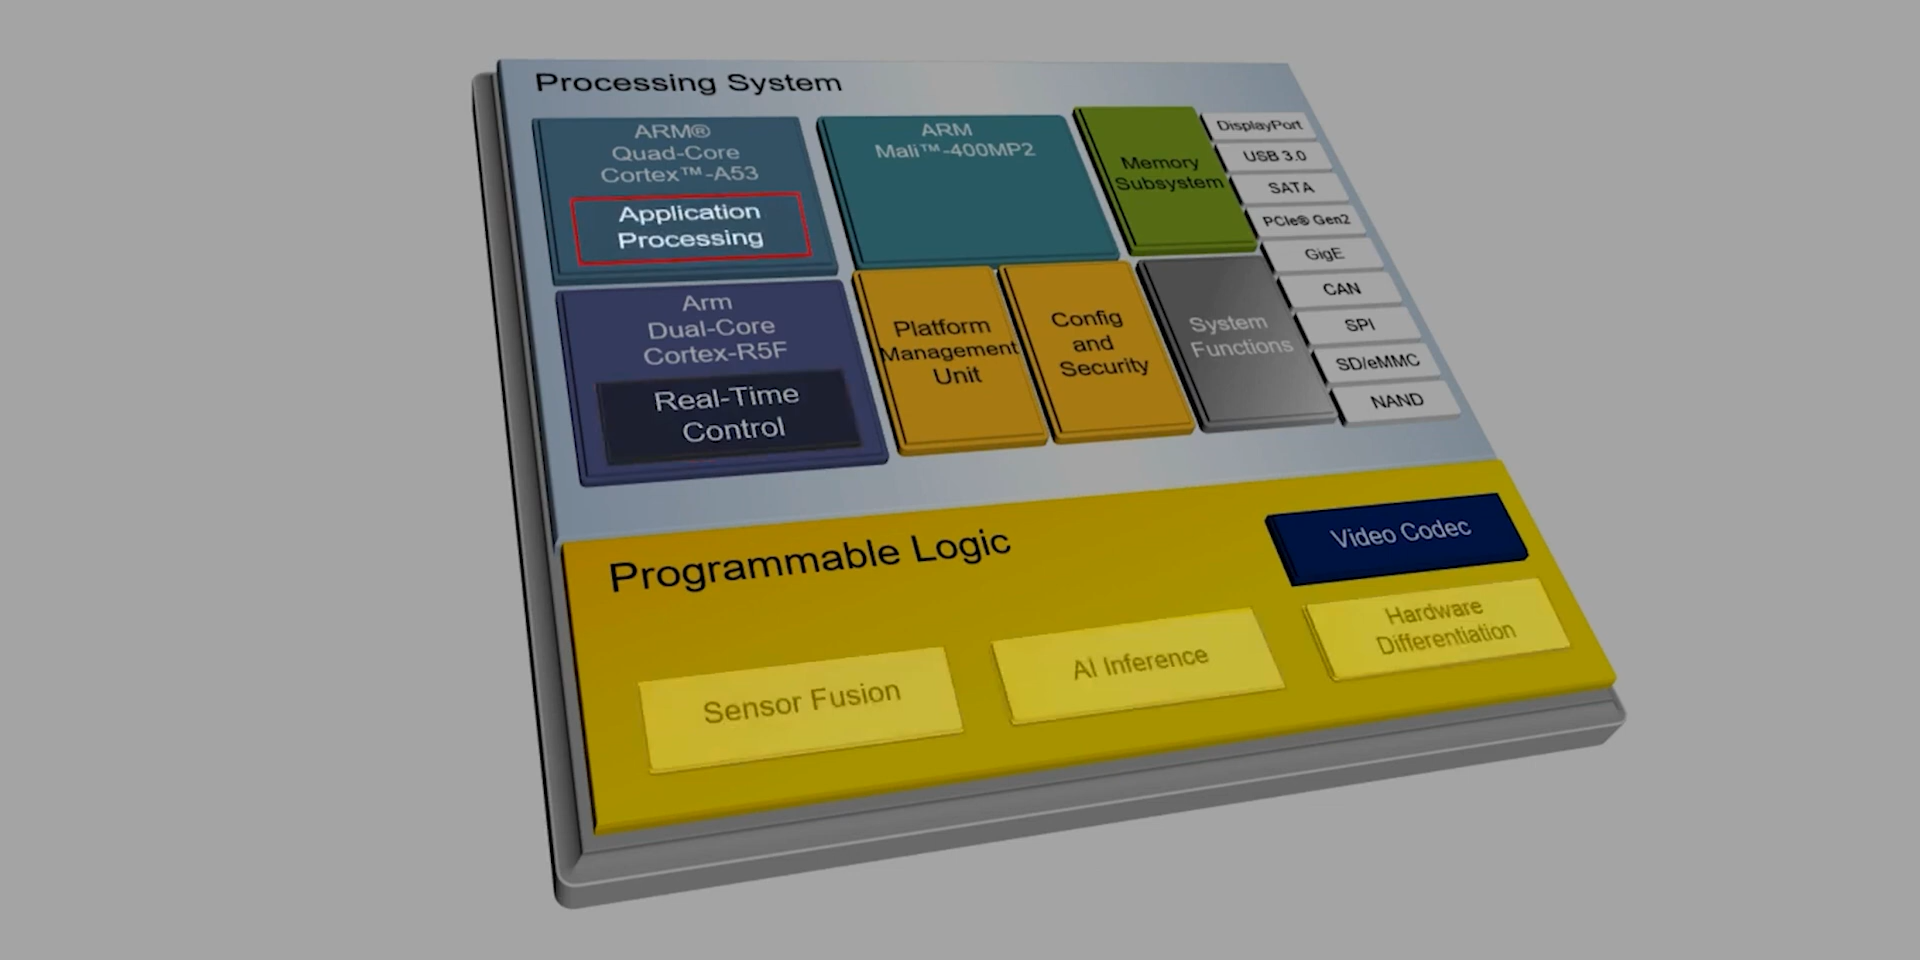 Processing System
ARM®
Quad-Core
Cortex™-A53
Application
Processing
ARM
Mali™-400MP2
Memory
Subsystem
DisplayPort
USB 3.0
SATA
PCIe® Gen2
GigE
CAN
SPI
SD/eMMC
NAND
Arm
Dual-Core
Cortex-R5F
Real-Time
Control
Platform
Management
Unit
Config
and
Security
System
Functions
Programmable Logic
Video Codec
Sensor Fusion
AI Inference
Hardware
Differentiation